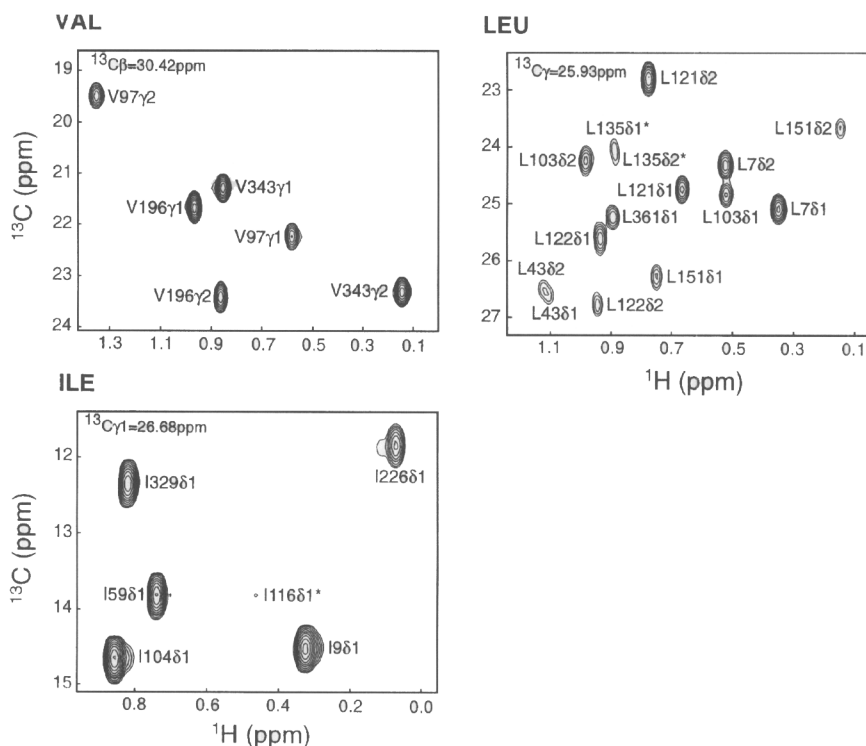 VAL
¹³Cβ=30.42ppm
V97γ2
V343γ1
V196γ1
V97γ1
V196γ2
V343γ2
19
20
21
22
23
24
¹³C (ppm)
1.3 1.1 0.9 0.7 0.5 0.3 0.1
LEU
¹³Cγ=25.93ppm
L121δ2
L135δ1*
L151δ2
L103δ2
L135δ2*
L7δ2
L121δ1
L361δ1
L103δ1
L7δ1
L122δ1
L43δ2
L151δ1
L43δ1
L122δ2
23
24
25
26
27
1.1 0.9 0.7 0.5 0.3 0.1
¹H (ppm)
ILE
¹³Cγ1=26.68ppm
I226δ1
I329δ1
I59δ1
I116δ1*
I104δ1
I9δ1
12
13
14
15
¹³C (ppm)
0.8 0.6 0.4 0.2 0.0
¹H (ppm)